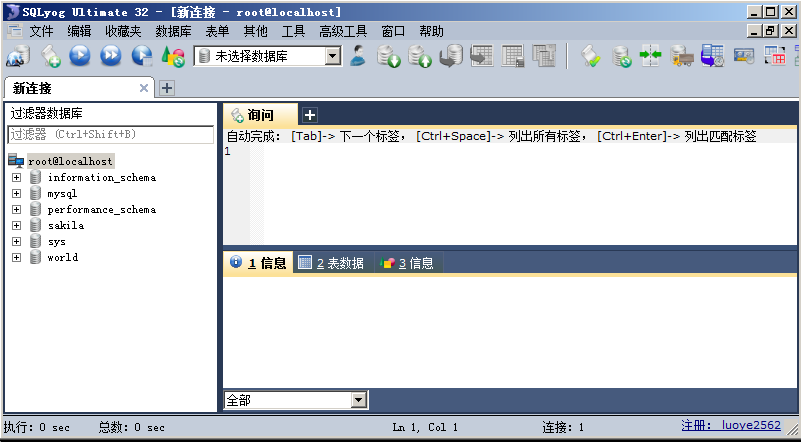 SQLyog Ultimate 32 - [新连接 - root@localhost]
文件 编辑 收藏夹 数据库 表单 其他 工具 高级工具 窗口 帮助
未选择数据库
新连接
过滤器数据库
过滤器 (Ctrl+Shift+B)
root@localhost
information_schema
mysql
performance_schema
sakila
sys
world
询问
自动完成: [Tab]-> 下一个标签, [Ctrl+Space]-> 列出所有标签, [Ctrl+Enter]-> 列出匹配标签
1
1 信息 2 表数据 3 信息
全部
执行: 0 sec 总数: 0 sec Ln 1, Col 1 连接: 1 注册: luoye2562